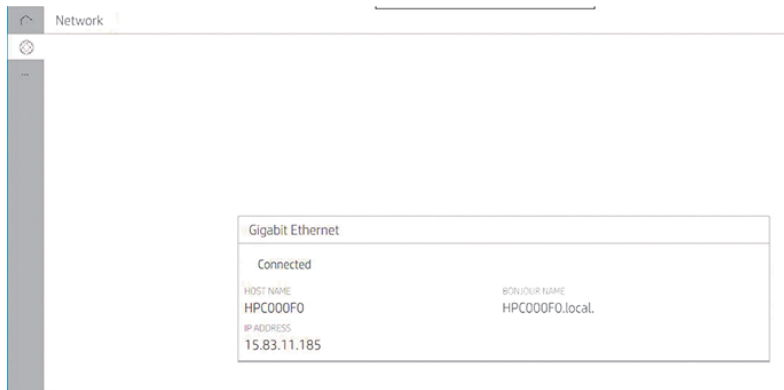 Network
Gigabit Ethernet
Connected
HOST NAME
HPC000F0
BONJOUR NAME
HPC000F0.local.
IP ADDRESS
15.83.11.185